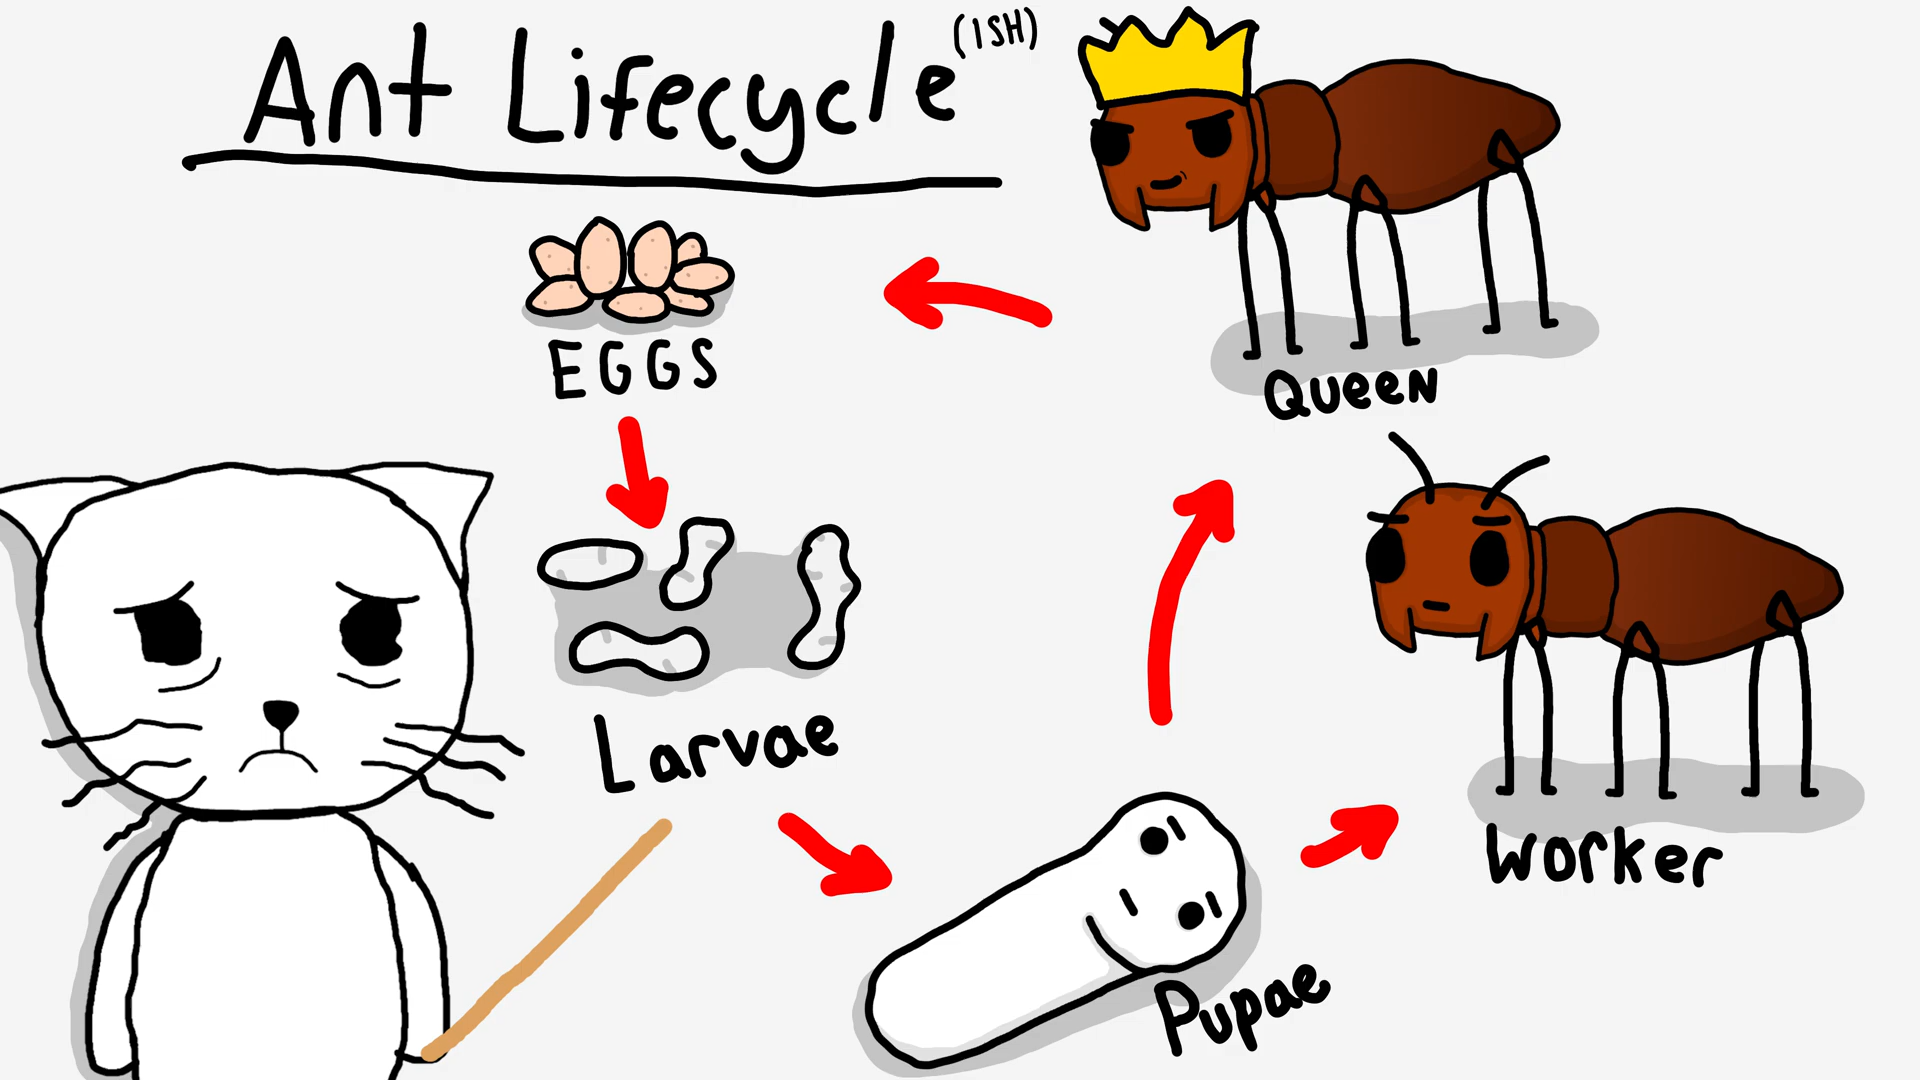 Ant Lifecycle (ISH)
EGGS
Queen
Larvae
Worker
Pupae